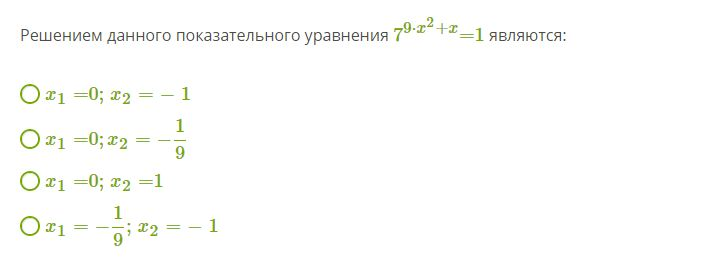 Решением данного показательного уравнения 7^{9·x^2+x}=1 являются:
x₁ =0; x₂ = − 1
x₁ =0; x₂ = −1/9
x₁ =0; x₂ =1
x₁ = −1/9; x₂ = − 1